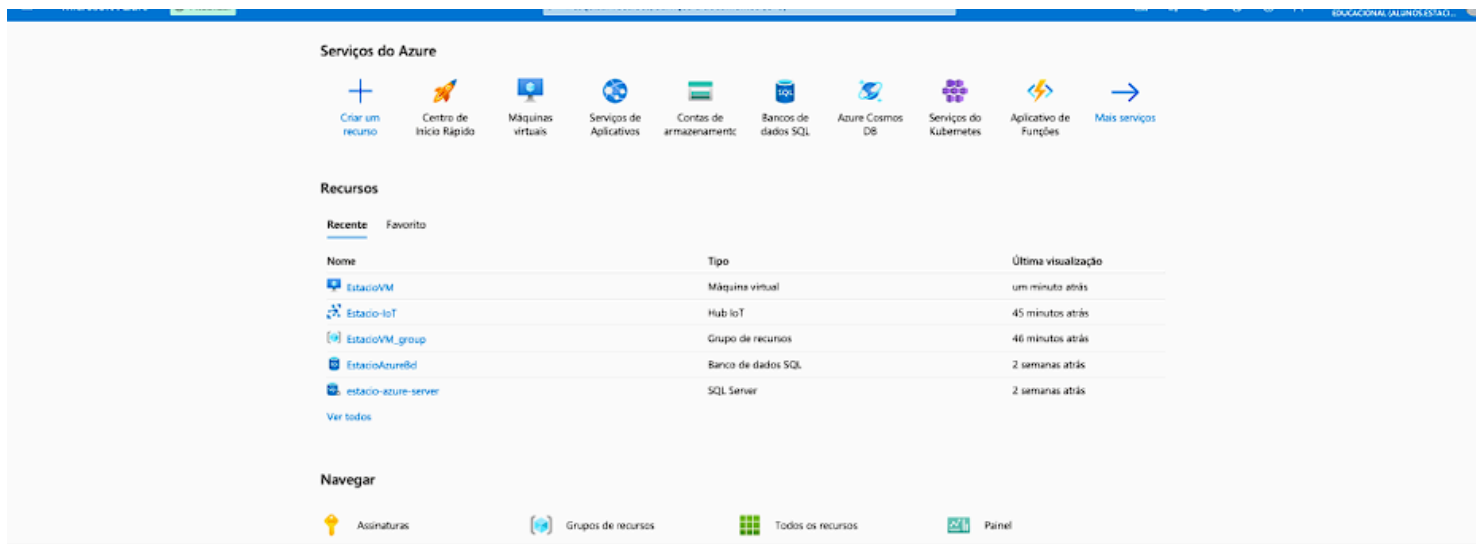 EDUCACIONAL (ALUNOS.ESTACI...
Serviços do Azure
Criar um recurso
Centro de Início Rápido
Máquinas virtuais
Serviços de Aplicativos
Contas de armazenamentc
Bancos de dados SQL
Azure Cosmos DB
Serviços do Kubernetes
Aplicativo de Funções
Mais serviços
Recursos
Recente Favorito
Nome Tipo Última visualização
EstacioVM Máquina virtual um minuto atrás
Estacio-IoT Hub IoT 45 minutos atrás
EstacioVM_group Grupo de recursos 46 minutos atrás
EstacioAzureBd Banco de dados SQL 2 semanas atrás
estacio-azure-server SQL Server 2 semanas atrás
Ver todos
Navegar
Assinaturas Grupos de recursos Todos os recursos Painel